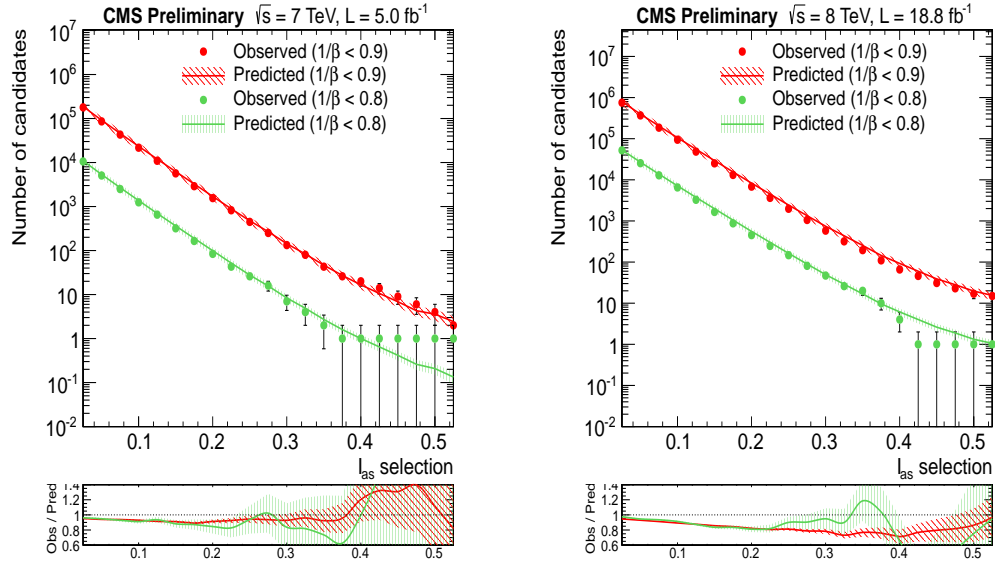 CMS Preliminary √s = 7 TeV, L = 5.0 fb⁻¹
Number of candidates
10⁷
10⁶
10⁵
10⁴
10³
10²
10
1
10⁻¹
10⁻²
Observed (1/β < 0.9)
Predicted (1/β < 0.9)
Observed (1/β < 0.8)
Predicted (1/β < 0.8)
0.1 0.2 0.3 0.4 0.5
I_as selection
Obs / Pred
1.4
1.2
1
0.8
0.6
0.1 0.2 0.3 0.4 0.5
CMS Preliminary √s = 8 TeV, L = 18.8 fb⁻¹
Number of candidates
10⁷
10⁶
10⁵
10⁴
10³
10²
10
1
10⁻¹
10⁻²
Observed (1/β < 0.9)
Predicted (1/β < 0.9)
Observed (1/β < 0.8)
Predicted (1/β < 0.8)
0.1 0.2 0.3 0.4 0.5
I_as selection
Obs / Pred
1.4
1.2
1
0.8
0.6
0.1 0.2 0.3 0.4 0.5